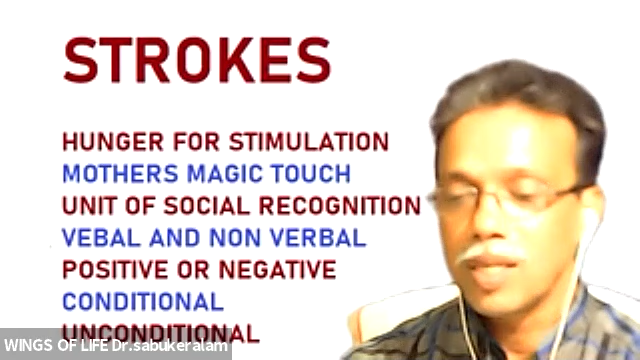 STROKES
HUNGER FOR STIMULATION
MOTHERS MAGIC TOUCH
UNIT OF SOCIAL RECOGNITION
VEBAL AND NON VERBAL
POSITIVE OR NEGATIVE
CONDITIONAL
UNCONDITIONAL
WINGS OF LIFE Dr.sabukeralam